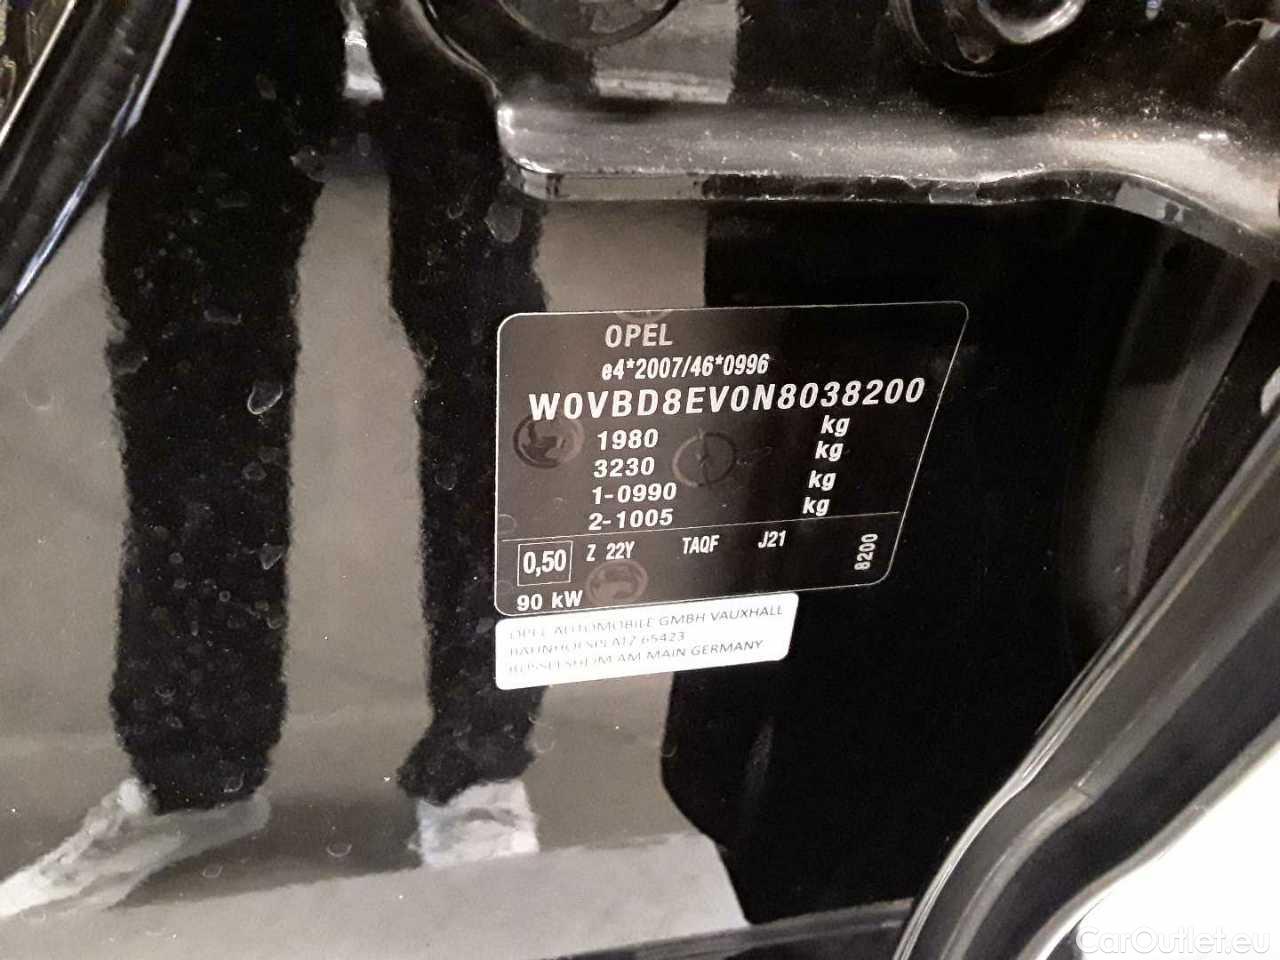 OPEL
e4*2007/46*0996
W0VBD8EV0N8038200
1980 kg
3230 kg
1-0990 kg
2-1005 kg
0,50 Z 22Y TAQF J21 8200
90 kW
OPEL AUTOMOBILE GMBH VAUXHALL
BAHNHOFSPLATZ 65423
RÜSSELSHEIM AM MAIN GERMANY
CarOutlet.eu